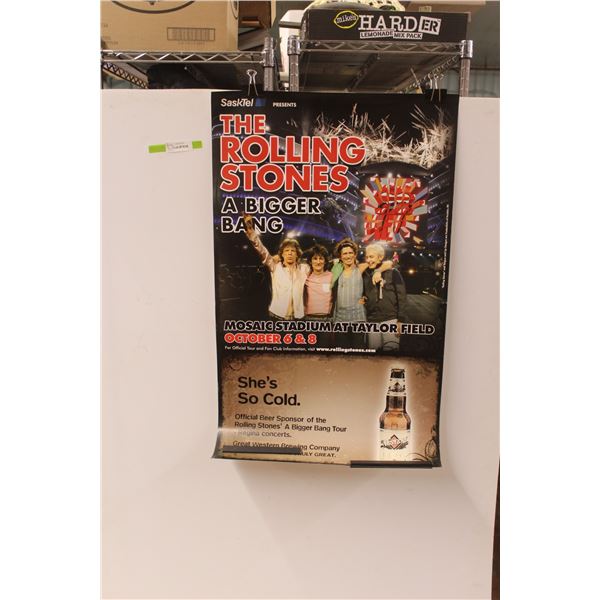 mike's HARDER
LEMONADE MIX PACK
SaskTel PRESENTS
THE
ROLLING
STONES
A BIGGER
BANG
MOSAIC STADIUM AT TAYLOR FIELD
OCTOBER 6 & 8
For Official Tour and Fan Club information, visit www.rollingstones.com
She's
So Cold.
Official Beer Sponsor of the
Rolling Stones' A Bigger Bang Tour
Regina concerts.
Great Western Brewing Company
TRULY GREAT.